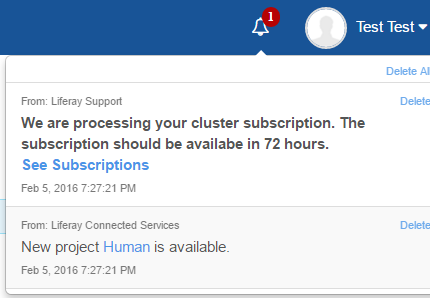 1
Test Test
Delete Al
From: Liferay Support
Delete
We are processing your cluster subscription. The
subscription should be availabe in 72 hours.
See Subscriptions
Feb 5, 2016 7:27:21 PM
From: Liferay Connected Services
Delete
New project Human is available.
Feb 5, 2016 7:27:21 PM